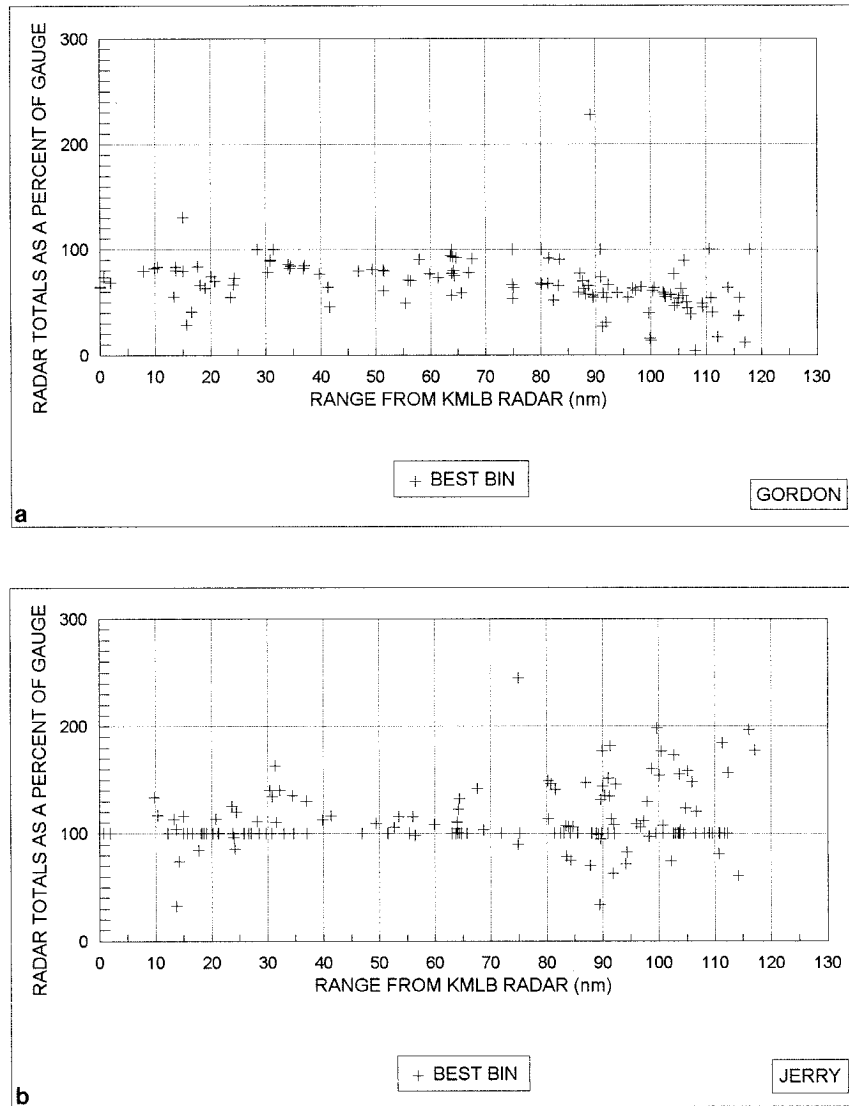 300
200
100
0
RADAR TOTALS AS A PERCENT OF GAUGE
0 10 20 30 40 50 60 70 80 90 100 110 120 130
RANGE FROM KMLB RADAR (nm)
+ BEST BIN
GORDON
a
300
200
100
0
RADAR TOTALS AS A PERCENT OF GAUGE
0 10 20 30 40 50 60 70 80 90 100 110 120 130
RANGE FROM KMLB RADAR (nm)
+ BEST BIN
JERRY
b